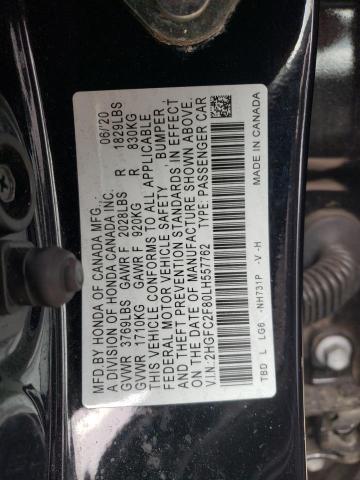 MFD.BY HONDA OF CANADA MFG. 06/20
A DIVISION OF HONDA CANADA INC.
GVWR 3769LBS GAWR F 2028LBS R 1829LBS
GVWR 1710KG GAWR F 920KG R 830KG
THIS VEHICLE CONFORMS TO ALL APPLICABLE
FEDERAL MOTOR VEHICLE SAFETY, BUMPER,
AND THEFT PREVENTION STANDARDS IN EFFECT
ON THE DATE OF MANUFACTURE SHOWN ABOVE.
V.I.N.:2HGFC2F80LH557762 TYPE: PASSENGER CAR
TBD L LG6 -NH731P -V-H MADE IN CANADA